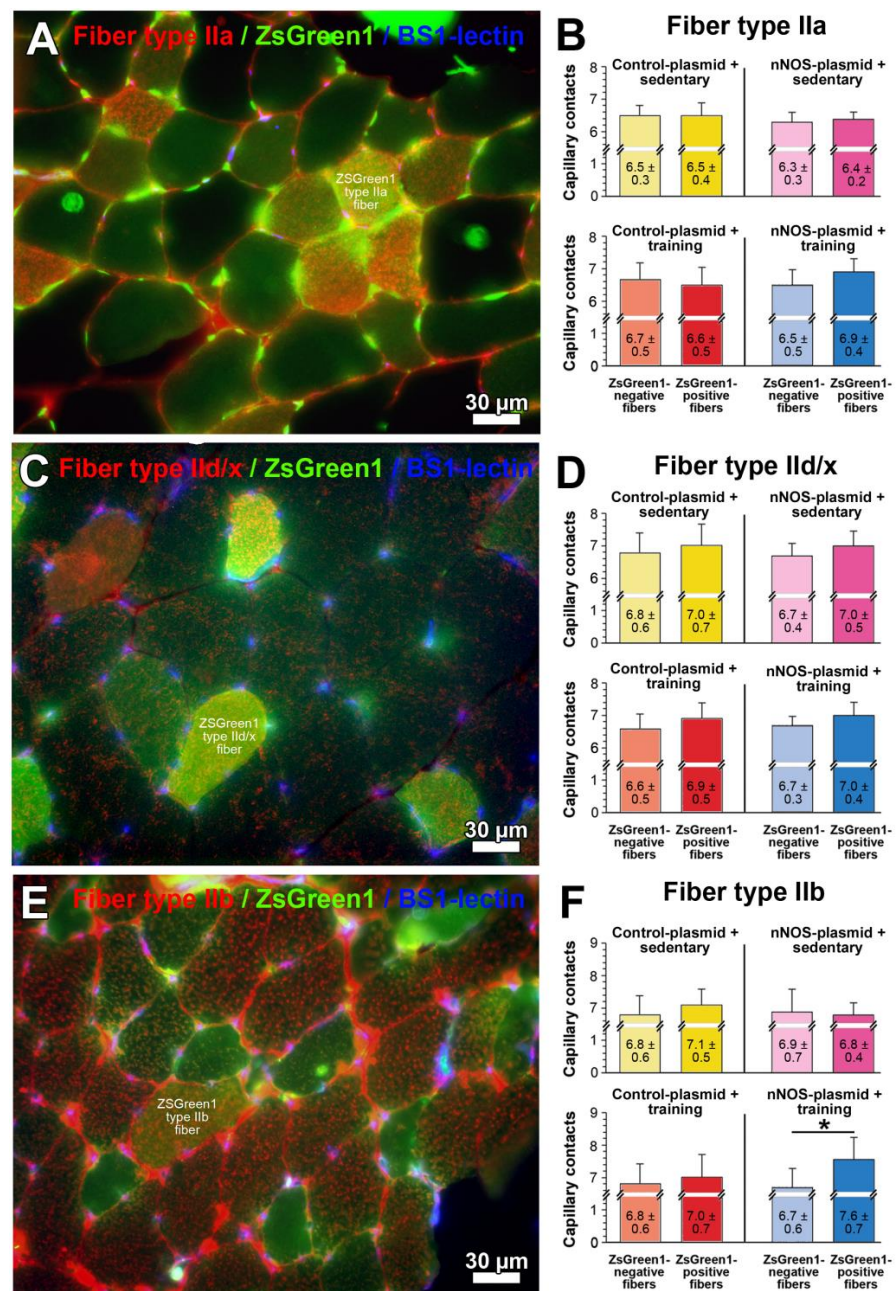 A
Fiber type IIa / ZsGreen1 / BS1-lectin
ZSGreen1
type IIa
fiber
30 µm
B
Fiber type IIa
Control-plasmid +
sedentary
nNOS-plasmid +
sedentary
Capillary contacts
8
7
6
1
0
6.5 ±
0.3
6.5 ±
0.4
6.3 ±
0.3
6.4 ±
0.2
Control-plasmid +
training
nNOS-plasmid +
training
Capillary contacts
8
7
6
1
0
6.7 ±
0.5
6.6 ±
0.5
6.5 ±
0.5
6.9 ±
0.4
ZsGreen1-
negative
fibers
ZsGreen1-
positive
fibers
ZsGreen1-
negative
fibers
ZsGreen1-
positive
fibers
C
Fiber type IId/x / ZsGreen1 / BS1-lectin
ZSGreen1
type IId/x
fiber
30 µm
D
Fiber type IId/x
Control-plasmid +
sedentary
nNOS-plasmid +
sedentary
Capillary contacts
8
7
6
1
0
6.8 ±
0.6
7.0 ±
0.7
6.7 ±
0.4
7.0 ±
0.5
Control-plasmid +
training
nNOS-plasmid +
training
Capillary contacts
8
7
6
1
0
6.6 ±
0.5
6.9 ±
0.5
6.7 ±
0.3
7.0 ±
0.4
ZsGreen1-
negative
fibers
ZsGreen1-
positive
fibers
ZsGreen1-
negative
fibers
ZsGreen1-
positive
fibers
E
Fiber type IIb / ZsGreen1 / BS1-lectin
ZSGreen1
type IIb
fiber
30 µm
F
Fiber type IIb
Control-plasmid +
sedentary
nNOS-plasmid +
sedentary
Capillary contacts
9
8
7
1
0
6.8 ±
0.6
7.1 ±
0.5
6.9 ±
0.7
6.8 ±
0.4
Control-plasmid +
training
nNOS-plasmid +
training
*
Capillary contacts
9
8
7
1
0
6.8 ±
0.6
7.0 ±
0.7
6.7 ±
0.6
7.6 ±
0.7
ZsGreen1-
negative
fibers
ZsGreen1-
positive
fibers
ZsGreen1-
negative
fibers
ZsGreen1-
positive
fibers